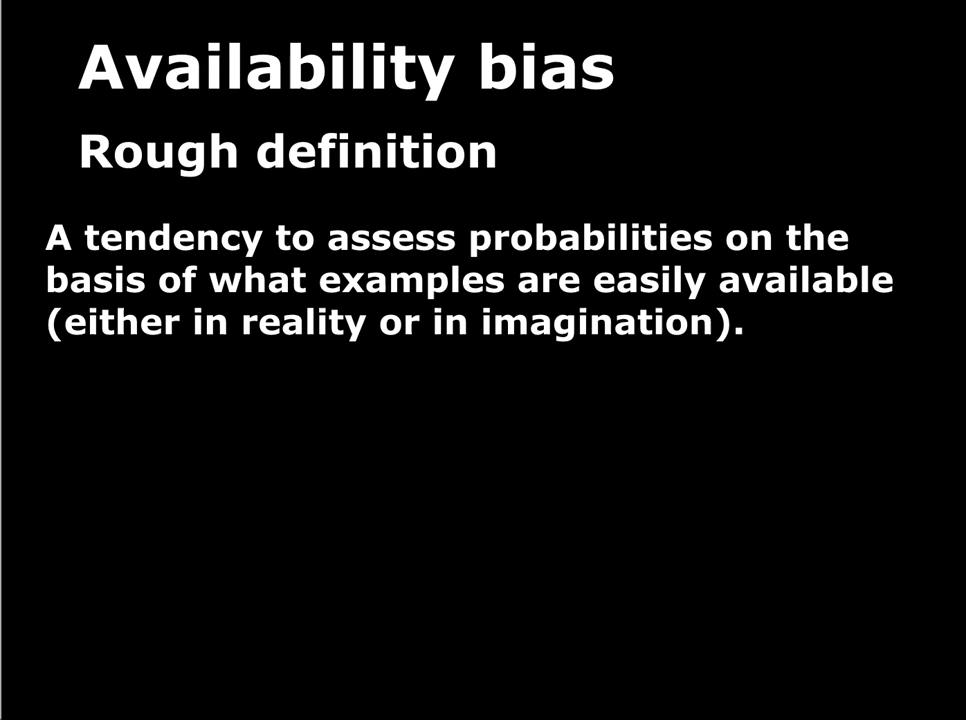 Availability bias
Rough definition
A tendency to assess probabilities on the
basis of what examples are easily available
(either in reality or in imagination).